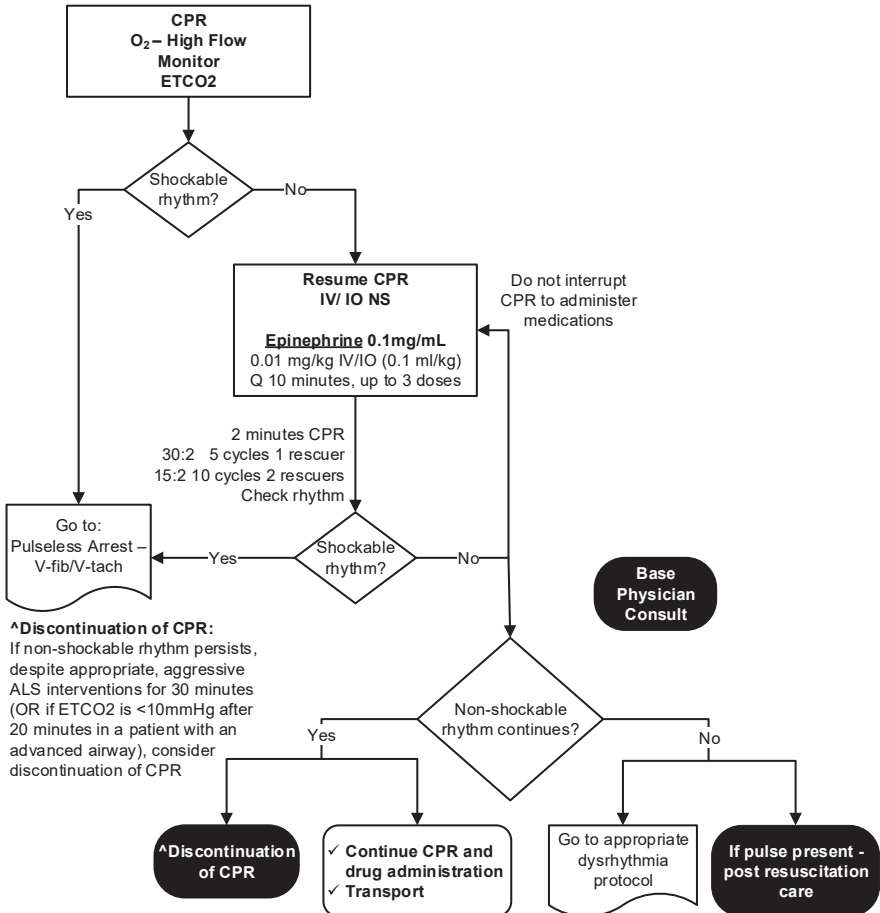 CPR
O₂ – High Flow
Monitor
ETCO2
Shockable
rhythm?
Yes
No
Resume CPR
IV/ IO NS
Epinephrine 0.1mg/mL
0.01 mg/kg IV/IO (0.1 ml/kg)
Q 10 minutes, up to 3 doses
Do not interrupt
CPR to administer
medications
2 minutes CPR
30:2 5 cycles 1 rescuer
15:2 10 cycles 2 rescuers
Check rhythm
Go to:
Pulseless Arrest –
V-fib/V-tach
Yes
Shockable
rhythm?
No
Base
Physician
Consult
^Discontinuation of CPR:
If non-shockable rhythm persists,
despite appropriate, aggressive
ALS interventions for 30 minutes
(OR if ETCO2 is <10mmHg after
20 minutes in a patient with an
advanced airway), consider
discontinuation of CPR
Non-shockable
rhythm continues?
Yes
No
^Discontinuation
of CPR
✓ Continue CPR and
drug administration
✓ Transport
Go to appropriate
dysrhythmia
protocol
If pulse present -
post resuscitation
care